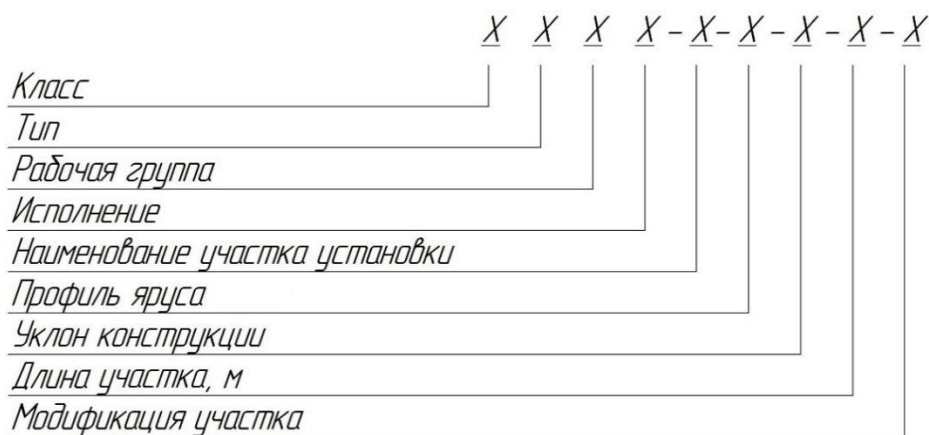 X X X X - X - X - X - X - X
Класс
Тип
Рабочая группа
Исполнение
Наименование участка установки
Профиль яруса
Уклон конструкции
Длина участка, м
Модификация участка